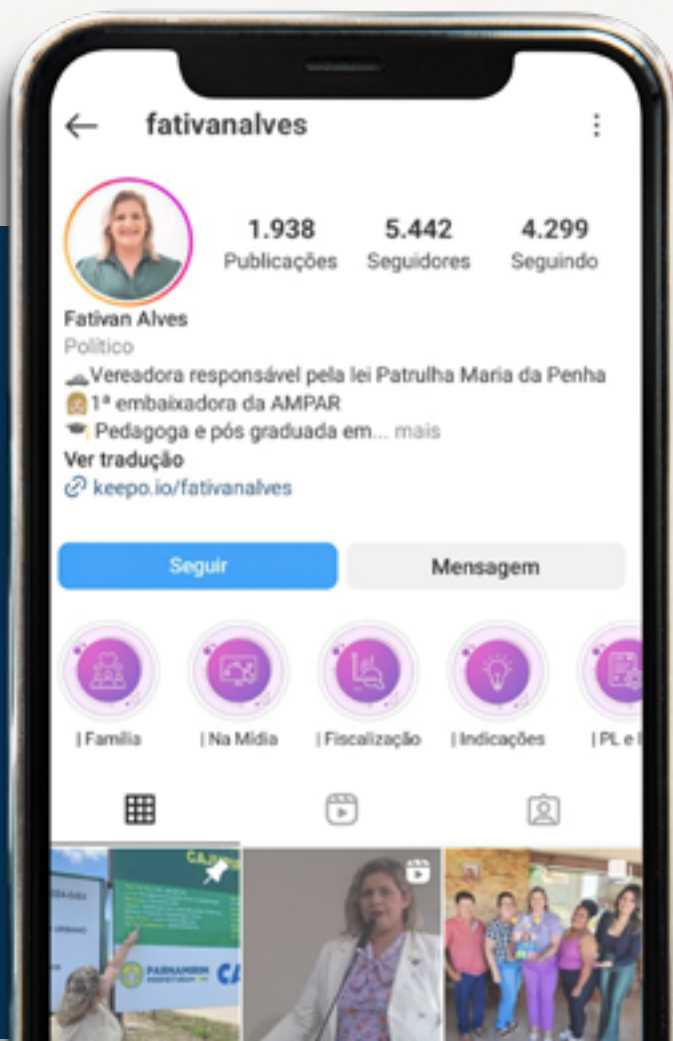 fativanalves
1.938 5.442 4.299
Publicações Seguidores Seguindo
Fativan Alves
Político
Vereadora responsável pela lei Patrulha Maria da Penha
1ª embaixadora da AMPAR
Pedagoga e pós graduada em... mais
Ver tradução
keepo.io/fativanalves
Seguir Mensagem
| Família | Na Mídia | Fiscalização | Indicações | PL e
PARNAMIRIM